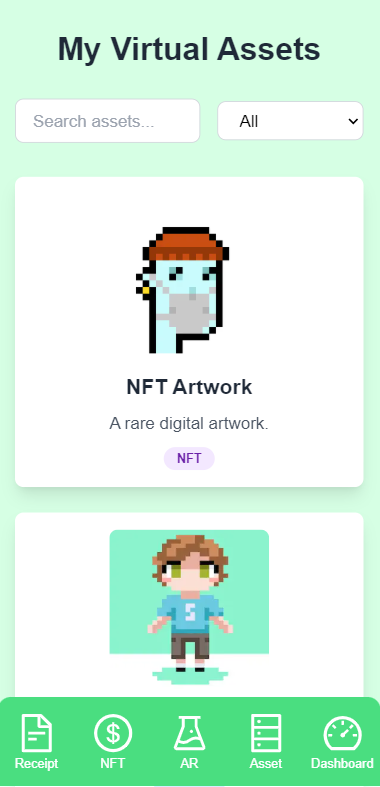 My Virtual Assets
Search assets...
All
NFT Artwork
A rare digital artwork.
NFT
S
Receipt
NFT
AR
Asset
Dashboard